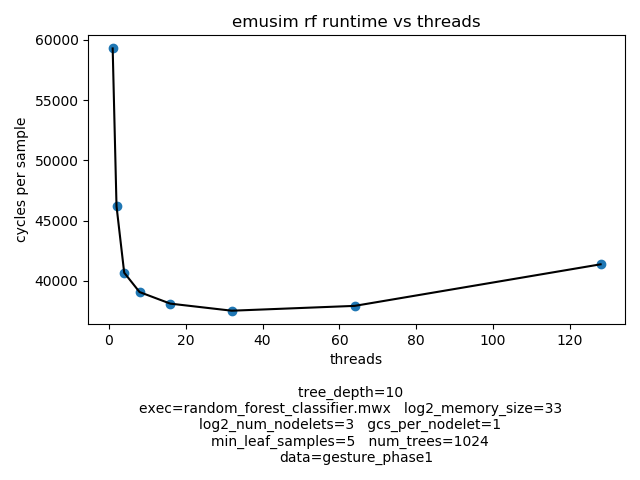 emusim rf runtime vs threads
60000
55000
50000
45000
40000
cycles per sample
0 20 40 60 80 100 120
threads
tree_depth=10
exec=random_forest_classifier.mwx log2_memory_size=33
log2_num_nodelets=3 gcs_per_nodelet=1
min_leaf_samples=5 num_trees=1024
data=gesture_phase1